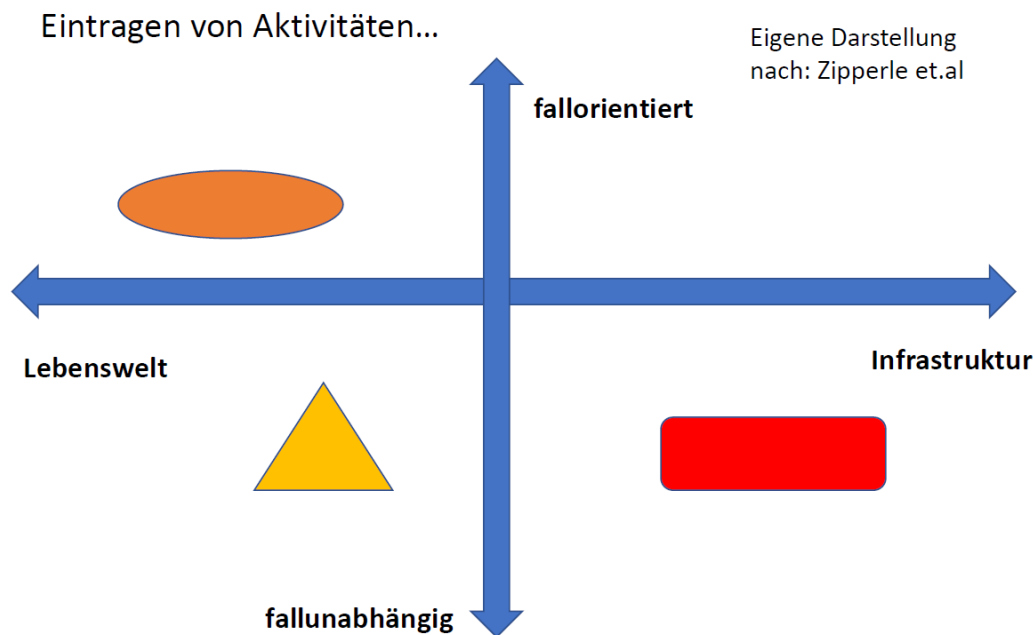 Eintragen von Aktivitäten…
Eigene Darstellung
nach: Zipperle et.al
fallorientiert
Lebenswelt
Infrastruktur
fallunabhängig